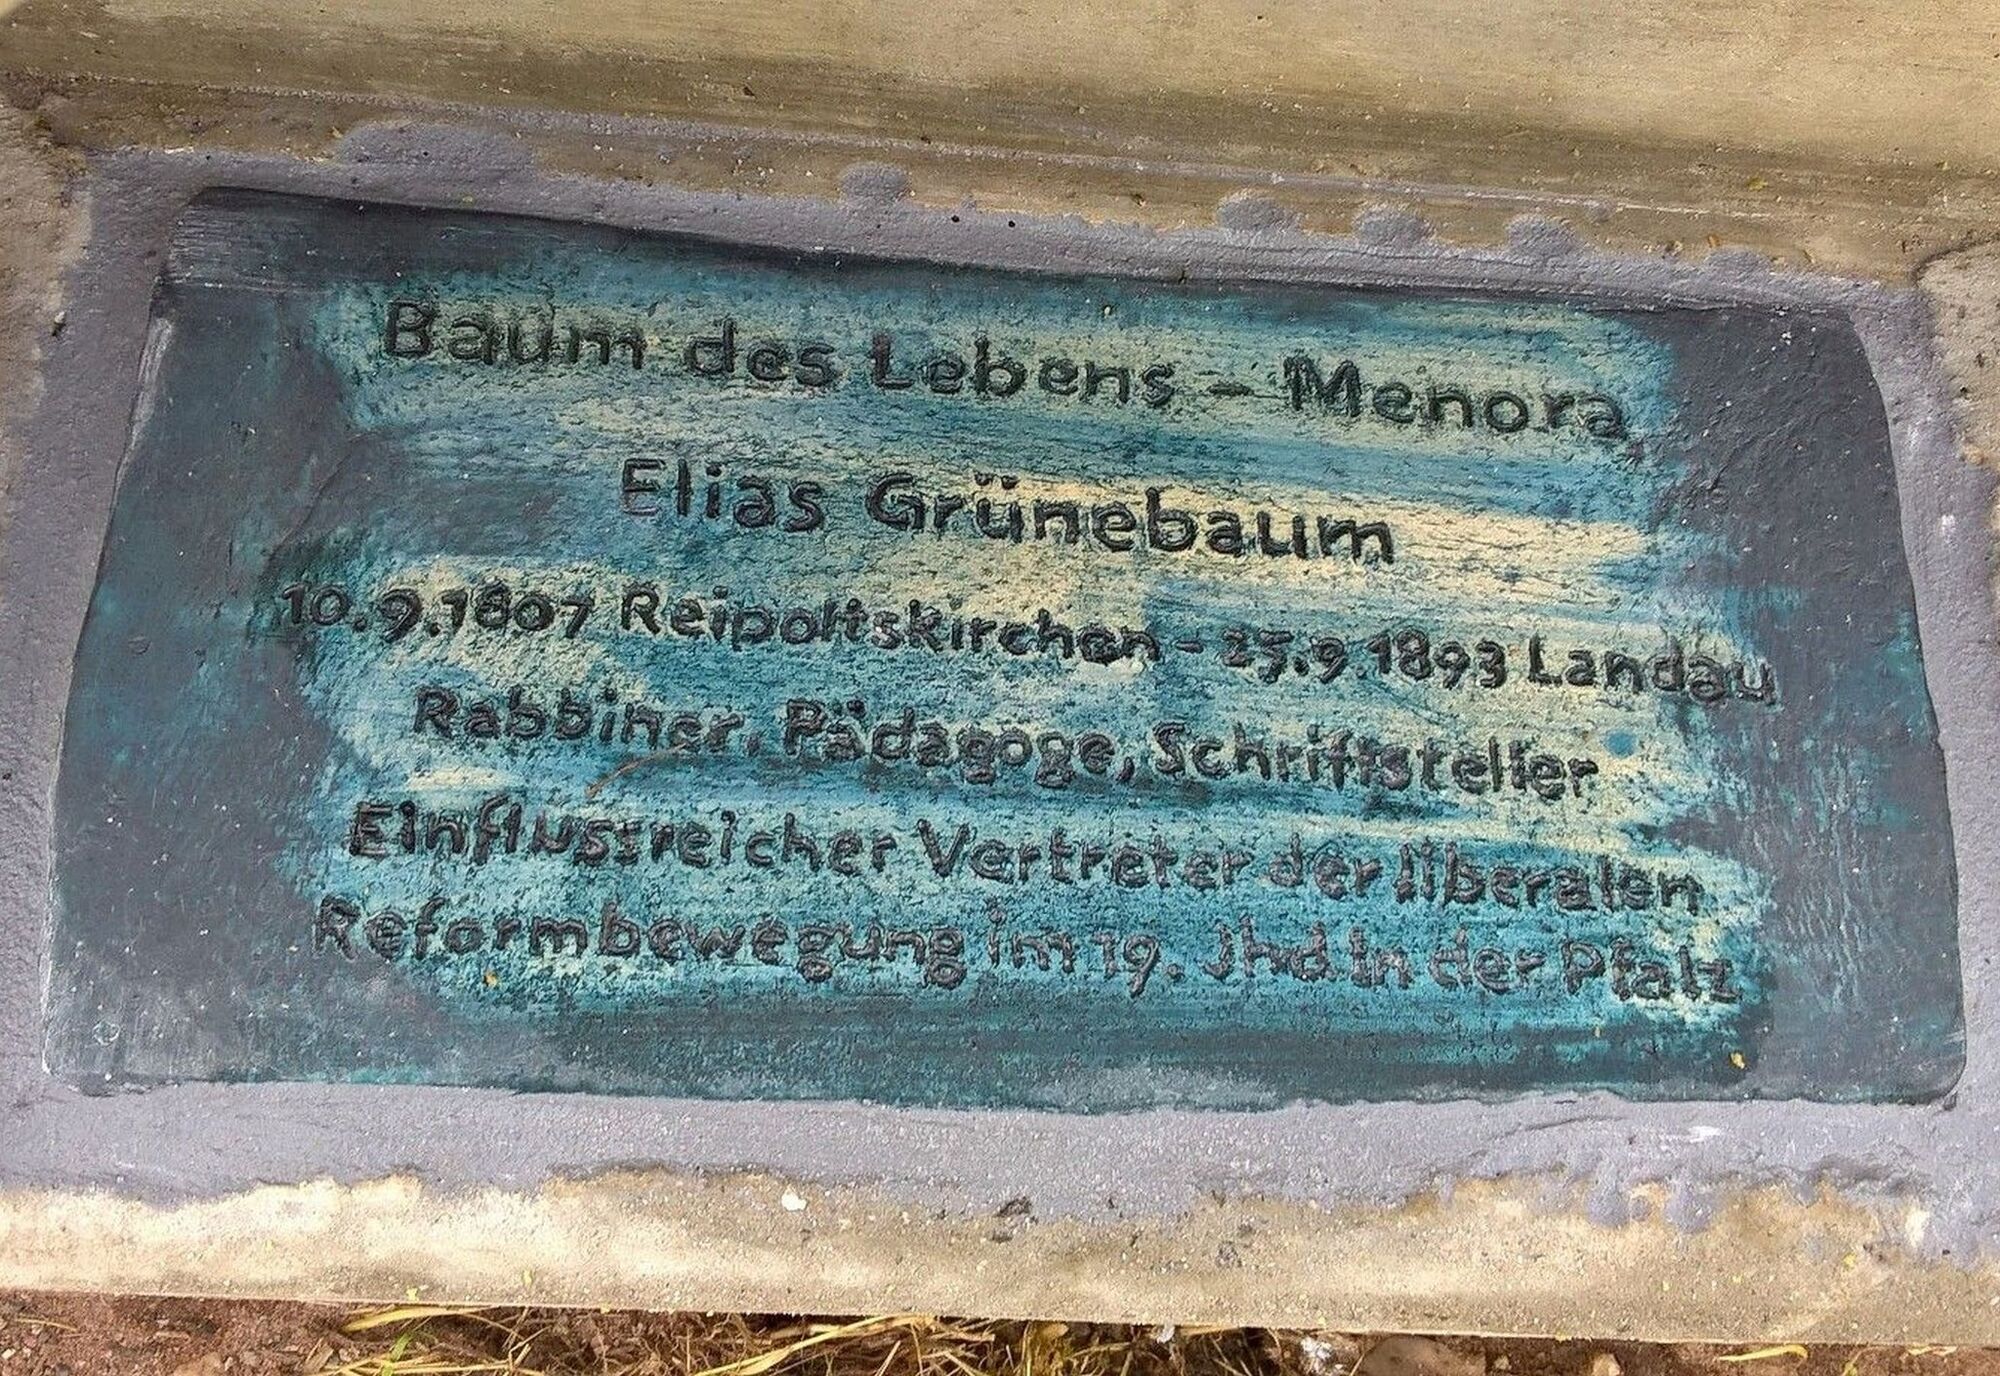 Baum des Lebens - Menora
Elias Grünebaum
10.9.1807 Reipoltskirchen - 25.9.1893 Landau
Rabbiner, Pädagoge, Schriftsteller
Einflussreicher Vertreter der liberalen
Reformbewegung im 19. Jhd in der Pfalz